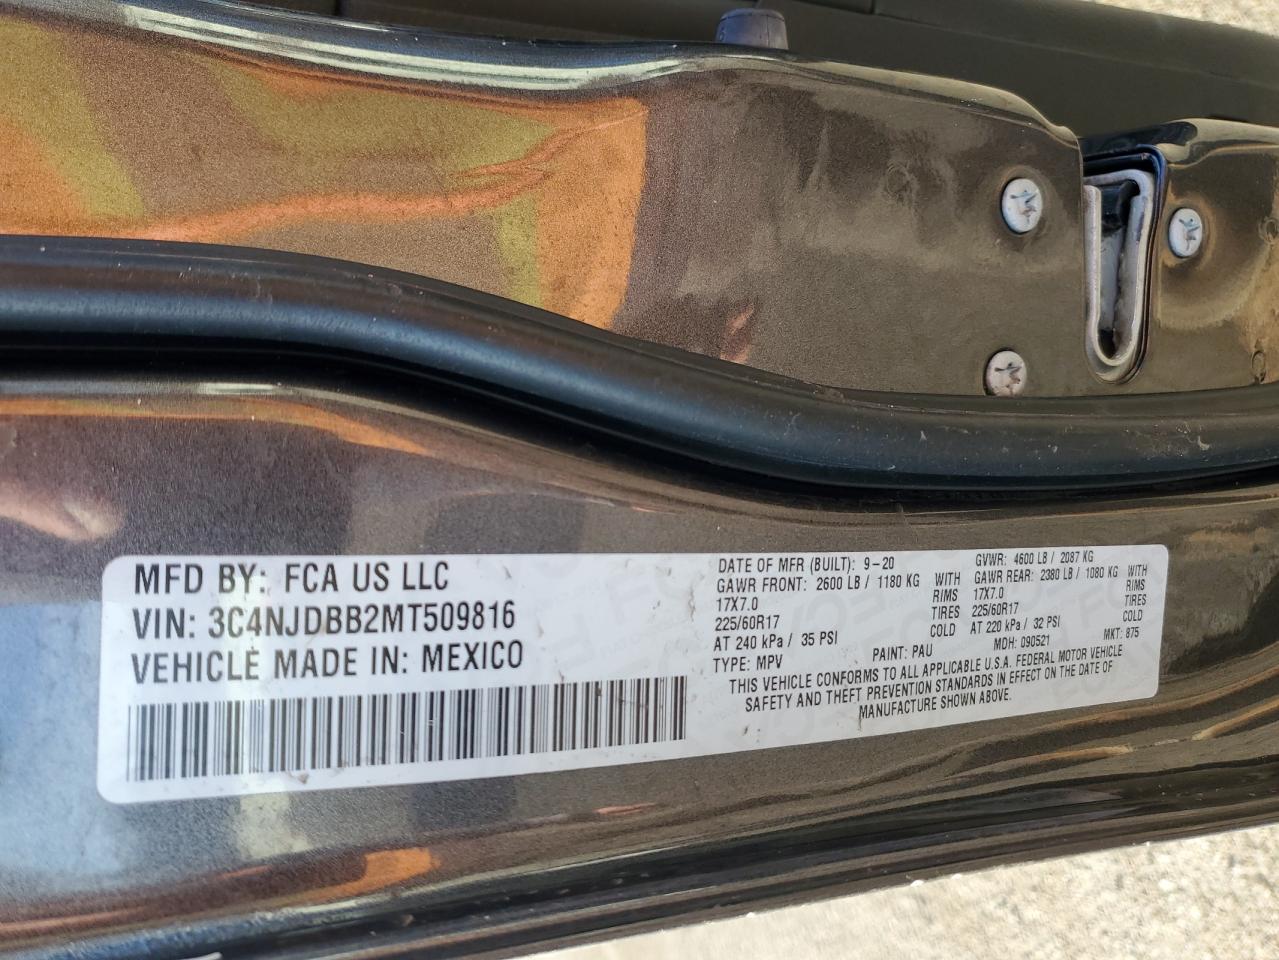 MFD BY: FCA US LLC
VIN: 3C4NJDBB2MT509816
VEHICLE MADE IN: MEXICO
DATE OF MFR (BUILT): 9-20
GVWR: 4600 LB / 2087 KG
GAWR FRONT: 2600 LB / 1180 KG WITH
GAWR REAR: 2380 LB / 1080 KG WITH
17X7.0 RIMS
17X7.0 RIMS
225/60R17 TIRES
225/60R17 TIRES
AT 240 kPa / 35 PSI COLD
AT 220 kPa / 32 PSI COLD
TYPE: MPV PAINT: PAU MDH: 090521 MKT: 875
THIS VEHICLE CONFORMS TO ALL APPLICABLE U.S.A. FEDERAL MOTOR VEHICLE
SAFETY AND THEFT PREVENTION STANDARDS IN EFFECT ON THE DATE OF
MANUFACTURE SHOWN ABOVE.